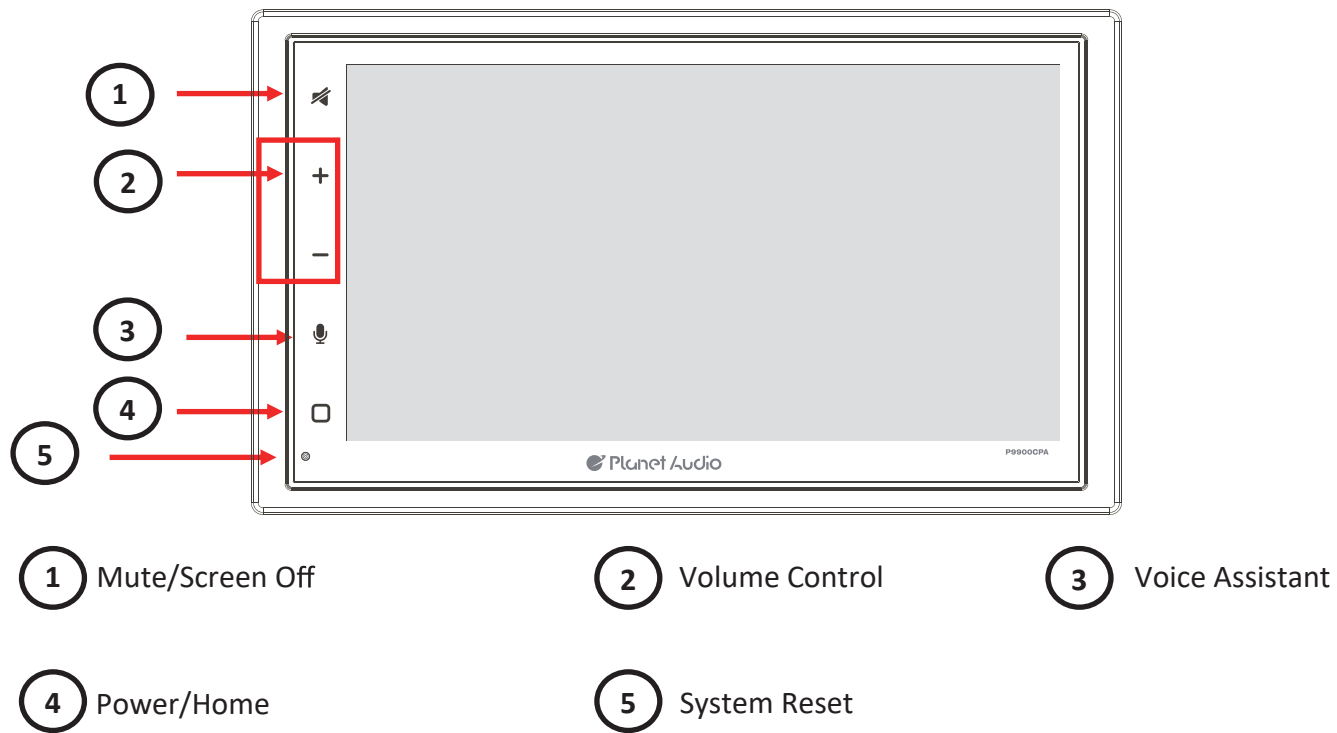 1
2
+
−
3
4
5
Planet Audio
P9900CPA
1 Mute/Screen Off
2 Volume Control
3 Voice Assistant
4 Power/Home
5 System Reset